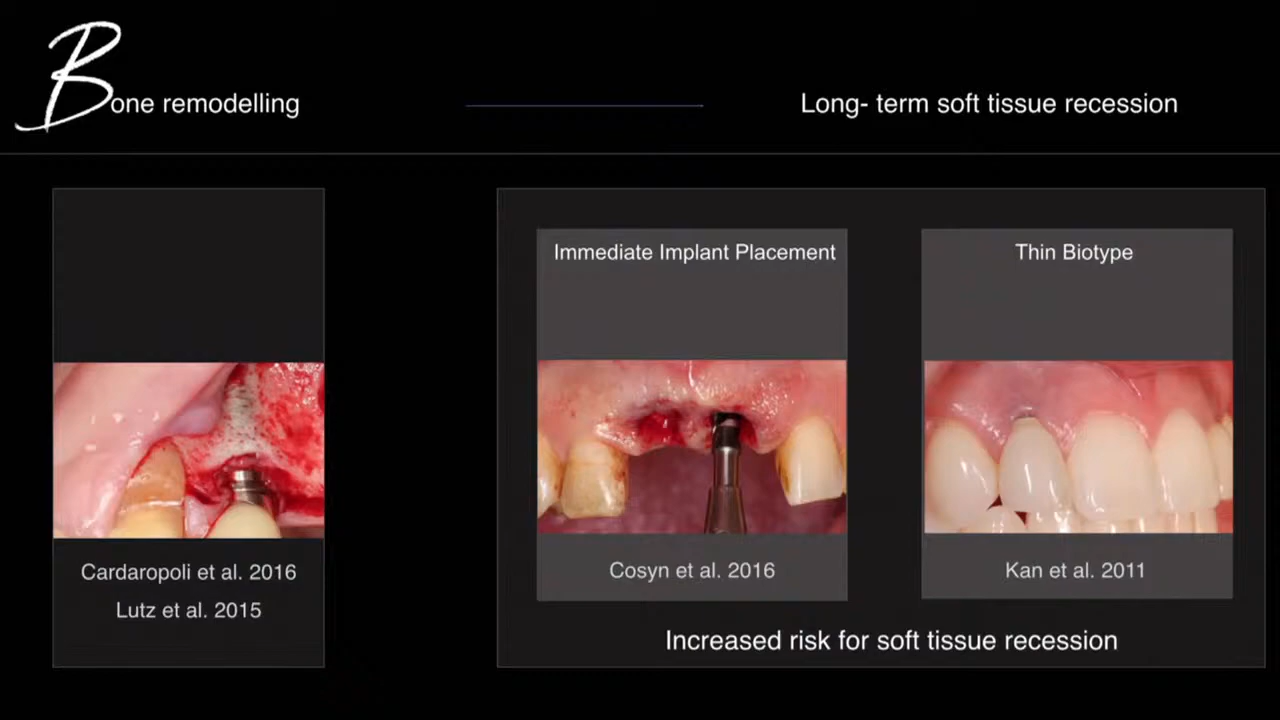 Bone remodelling
Long- term soft tissue recession
Immediate Implant Placement
Thin Biotype
Cardaropoli et al. 2016
Lutz et al. 2015
Cosyn et al. 2016
Kan et al. 2011
Increased risk for soft tissue recession